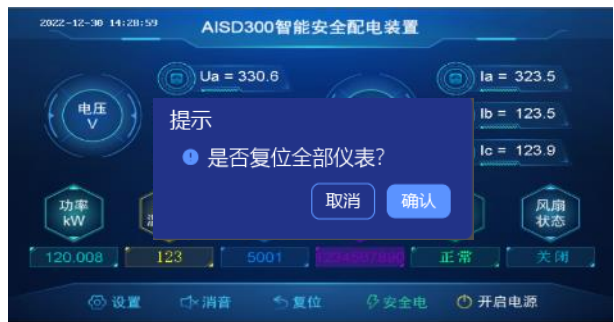 2022-12-30 14:28:59
AISD300智能安全配电装置
Ua = 330.6
Ia = 323.5
电压
V
Ib = 123.5
提示
Ic = 123.9
是否复位全部仪表?
取消
确认
功率
kW
风扇
状态
120.008
123
5001
1234567890
正常
关闭
设置
消音
复位
安全电
开启电源